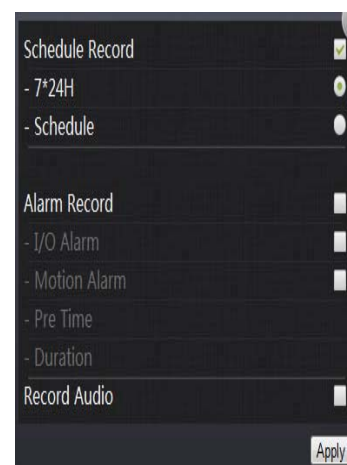 Schedule Record
- 7*24H
- Schedule
Alarm Record
- I/O Alarm
- Motion Alarm
- Pre Time
- Duration
Record Audio
Apply